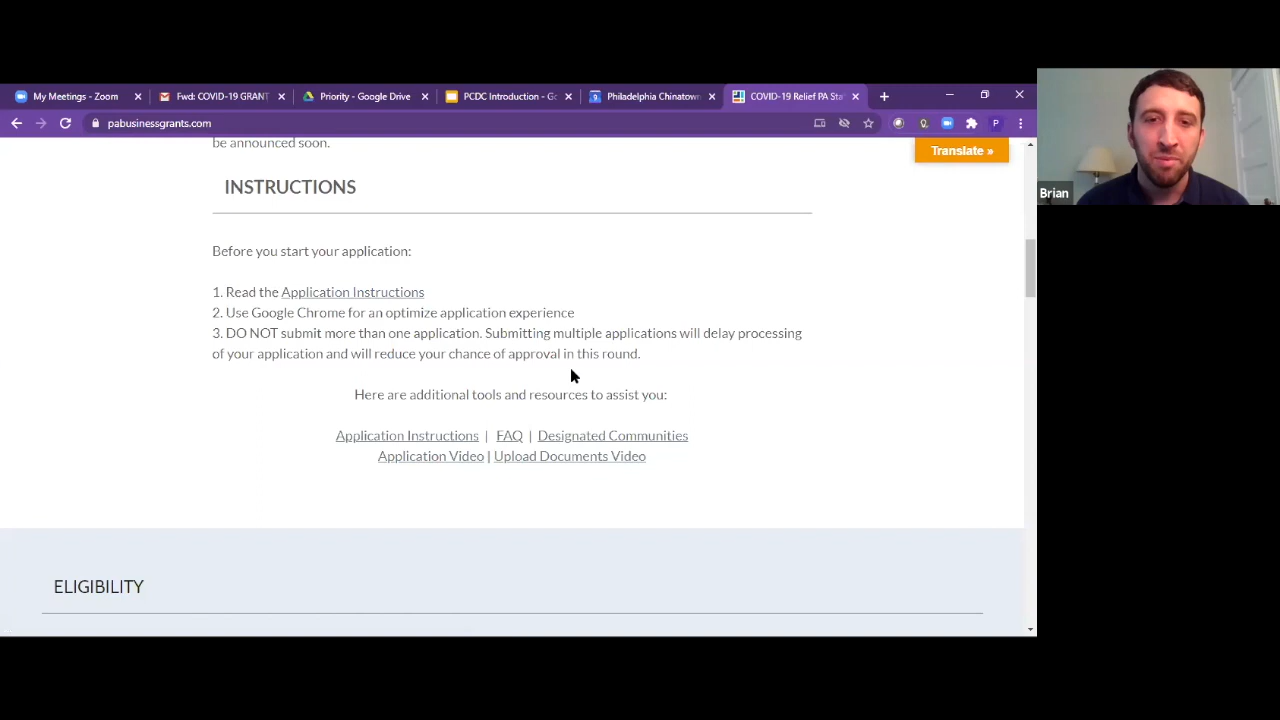 My Meetings - Zoom
Fwd: COVID-19 GRANT
Priority - Google Drive
PCDC Introduction - Go
Philadelphia Chinatown
COVID-19 Relief PA Sta
pabusinessgrants.com
P
be announced soon.
Translate »
INSTRUCTIONS
Brian
Before you start your application:
1. Read the Application Instructions
2. Use Google Chrome for an optimize application experience
3. DO NOT submit more than one application. Submitting multiple applications will delay processing
of your application and will reduce your chance of approval in this round.
Here are additional tools and resources to assist you:
Application Instructions | FAQ | Designated Communities
Application Video | Upload Documents Video
ELIGIBILITY